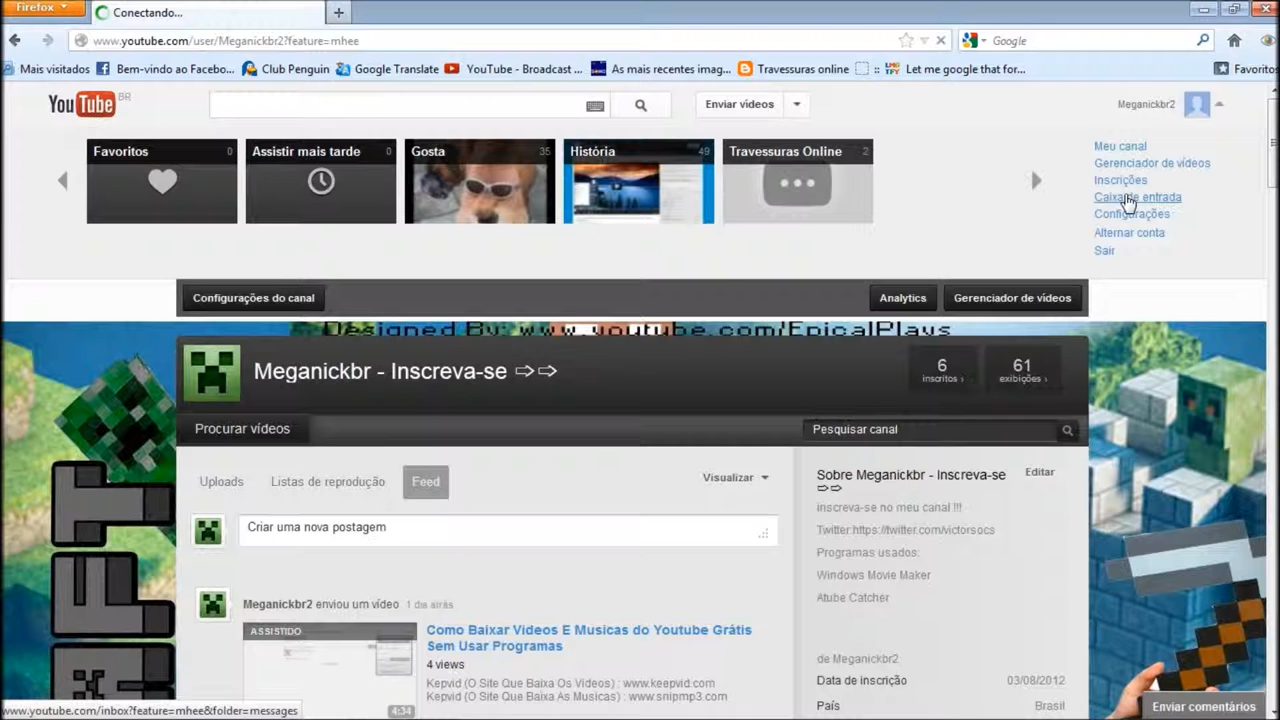 Firefox
Conectando...
www.youtube.com/user/Meganickbr2?feature=mhee
Google
Mais visitados
Bem-vindo ao Facebo...
Club Penguin
Google Translate
YouTube - Broadcast ...
As mais recentes imag...
Travessuras online
::
Let me google that for...
Favoritos
YouTube BR
Enviar vídeos
Meganickbr2
Favoritos 0
Assistir mais tarde 0
Gosta 35
História 49
Travessuras Online 2
Meu canal
Gerenciador de vídeos
Inscrições
Caixa de entrada
Configurações
Alternar conta
Sair
Configurações do canal
Analytics
Gerenciador de vídeos
Designed By: www.youtube.com/EpicalPlays
Meganickbr - Inscreva-se ⇨⇨
6
inscritos ›
61
exibições ›
Procurar vídeos
Pesquisar canal
Uploads
Listas de reprodução
Feed
Visualizar
Criar uma nova postagem
Meganickbr2 enviou um vídeo 1 dia atrás
ASSISTIDO
4:34
Como Baixar Videos E Musicas do Youtube Grátis
Sem Usar Programas
4 views
Kepvid (O Site Que Baixa Os Videos) : www.keepvid.com
Kepvid (O Site Que Baixa As Musicas) : www.snipmp3.com
Sobre Meganickbr - Inscreva-se
⇨⇨
Editar
inscreva-se no meu canal !!!
Twitter:https://twitter.com/victorsocs
Programas usados:
Windows Movie Maker
Atube Catcher
de Meganickbr2
Data de inscrição 03/08/2012
País Brasil
Enviar comentários
www.youtube.com/inbox?feature=mhee&folder=messages